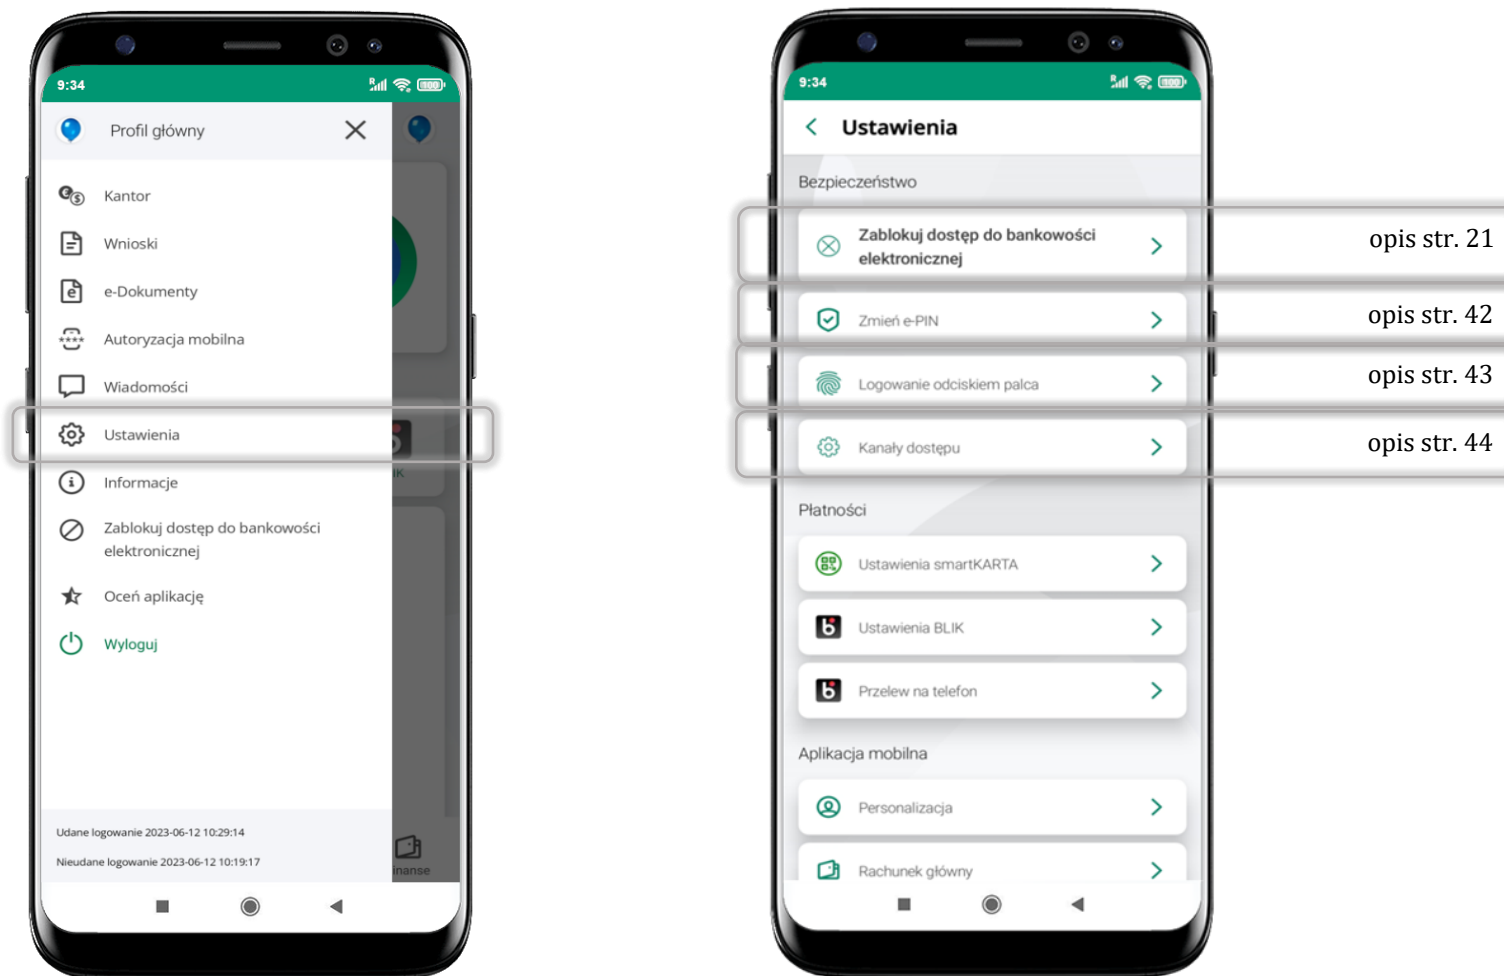 9:34
Profil główny
Kantor
Wnioski
e-Dokumenty
Autoryzacja mobilna
Wiadomości
Ustawienia
Informacje
Zablokuj dostęp do bankowości
elektronicznej
Oceń aplikację
Wyloguj
Udane logowanie 2023-06-12 10:29:14
Nieudane logowanie 2023-06-12 10:19:17
IK
inanse
9:34
Ustawienia
Bezpieczeństwo
Zablokuj dostęp do bankowości
elektronicznej
opis str. 21
Zmień e-PIN
opis str. 42
Logowanie odciskiem palca
opis str. 43
Kanały dostępu
opis str. 44
Płatności
Ustawienia smartKARTA
Ustawienia BLIK
Przelew na telefon
Aplikacja mobilna
Personalizacja
Rachunek główny